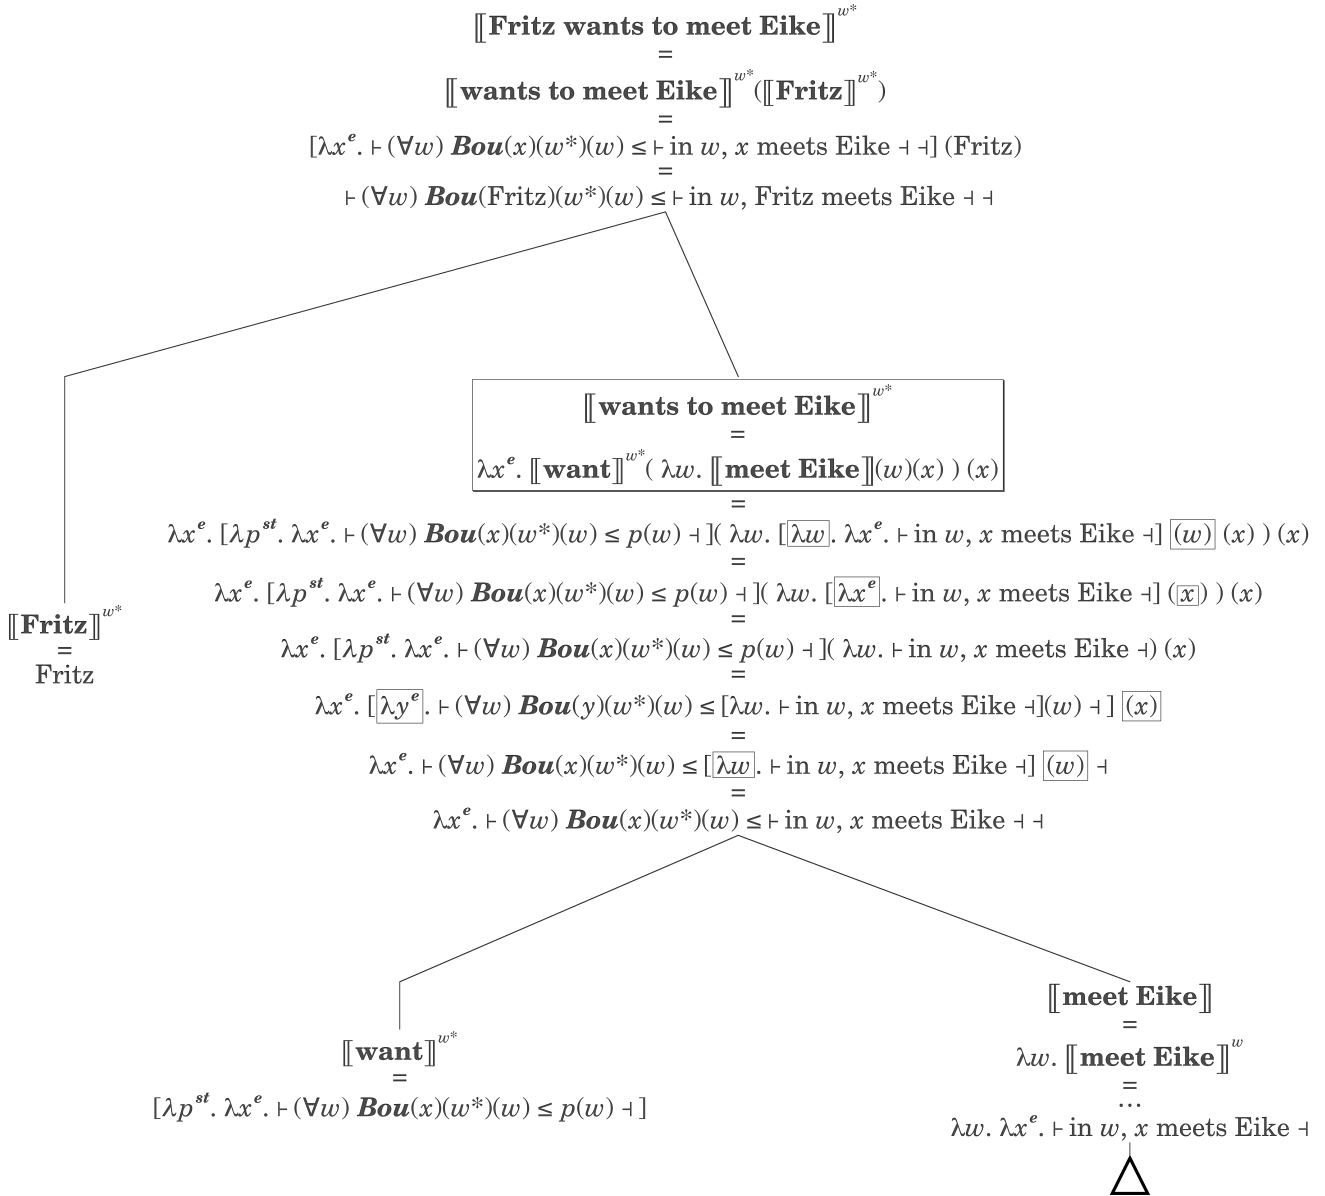 ⟦Fritz wants to meet Eike⟧^w*
=
⟦wants to meet Eike⟧^w*(⟦Fritz⟧^w*)
=
[λx^e. ⊢(∀w) Bou(x)(w*)(w) ≤ ⊢ in w, x meets Eike ⊣ ⊣] (Fritz)
=
⊢(∀w) Bou(Fritz)(w*)(w) ≤ ⊢ in w, Fritz meets Eike ⊣ ⊣
⟦wants to meet Eike⟧^w*
=
λx^e. ⟦want⟧^w*( λw. ⟦meet Eike⟧(w)(x) ) (x)
=
λx^e. [λp^st. λx^e. ⊢(∀w) Bou(x)(w*)(w) ≤ p(w) ⊣ ]( λw. [λw. λx^e. ⊢ in w, x meets Eike ⊣] (w) (x) ) (x)
=
λx^e. [λp^st. λx^e. ⊢(∀w) Bou(x)(w*)(w) ≤ p(w) ⊣ ]( λw. [λx^e. ⊢ in w, x meets Eike ⊣] (x) ) (x)
=
λx^e. [λp^st. λx^e. ⊢(∀w) Bou(x)(w*)(w) ≤ p(w) ⊣ ]( λw. ⊢ in w, x meets Eike ⊣) (x)
=
λx^e. [λy^e. ⊢(∀w) Bou(y)(w*)(w) ≤ [λw. ⊢ in w, x meets Eike ⊣](w) ⊣ ] (x)
=
λx^e. ⊢(∀w) Bou(x)(w*)(w) ≤ [λw. ⊢ in w, x meets Eike ⊣] (w) ⊣
=
λx^e. ⊢(∀w) Bou(x)(w*)(w) ≤ ⊢ in w, x meets Eike ⊣ ⊣
⟦Fritz⟧^w*
=
Fritz
⟦want⟧^w*
=
[λp^st. λx^e. ⊢(∀w) Bou(x)(w*)(w) ≤ p(w) ⊣ ]
⟦meet Eike⟧
=
λw. ⟦meet Eike⟧^w
=
...
λw. λx^e. ⊢ in w, x meets Eike ⊣